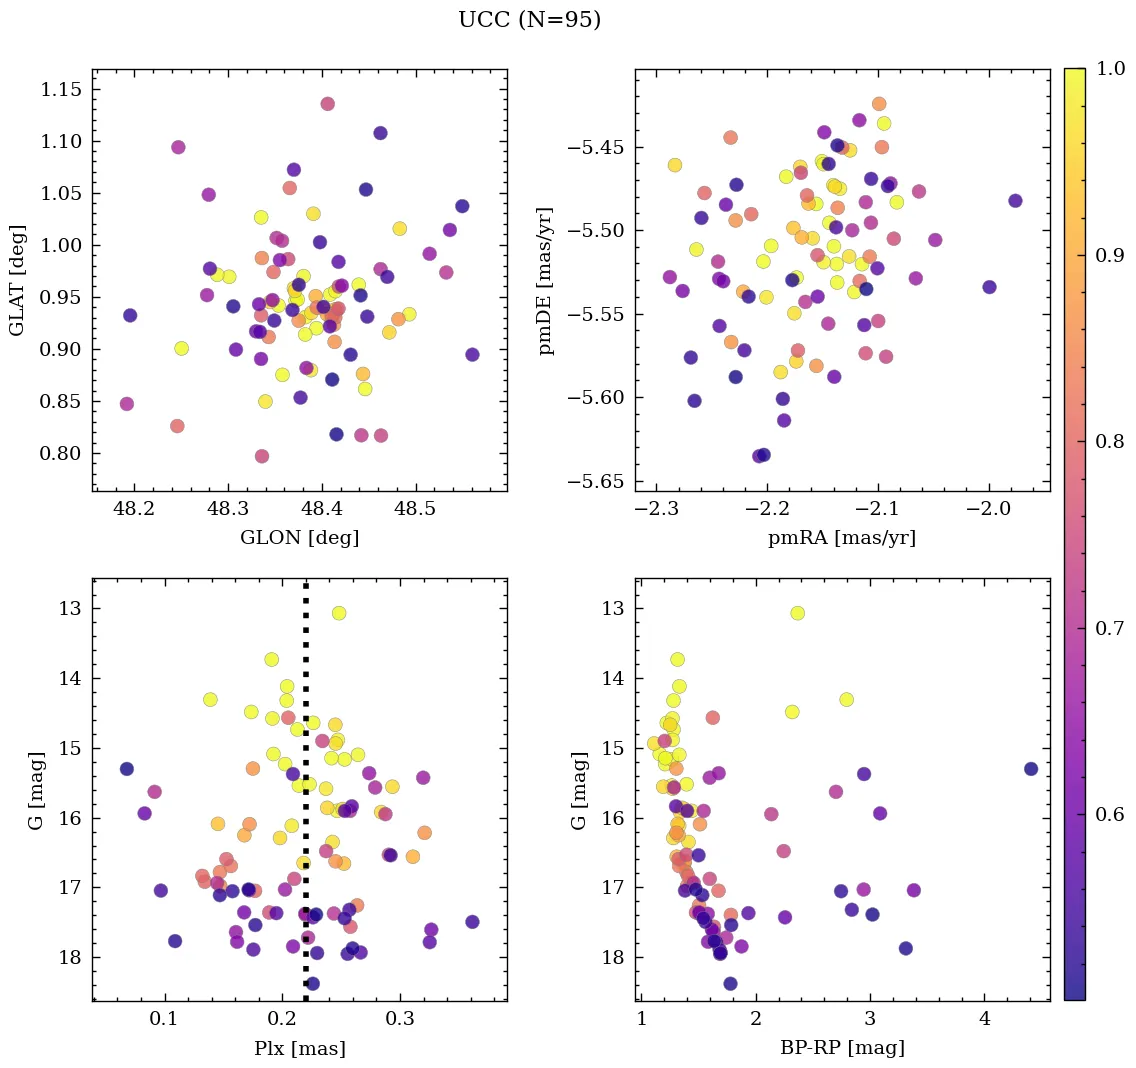 UCC (N=95)
1.15
1.10
1.05
1.00
0.95
0.90
0.85
0.80
GLAT [deg]
48.2 48.3 48.4 48.5
GLON [deg]
−5.45
−5.50
−5.55
−5.60
−5.65
pmDE [mas/yr]
−2.3 −2.2 −2.1 −2.0
pmRA [mas/yr]
1.0
0.9
0.8
0.7
0.6
13
14
15
16
17
18
G [mag]
0.1 0.2 0.3
Plx [mas]
13
14
15
16
17
18
G [mag]
1 2 3 4
BP-RP [mag]